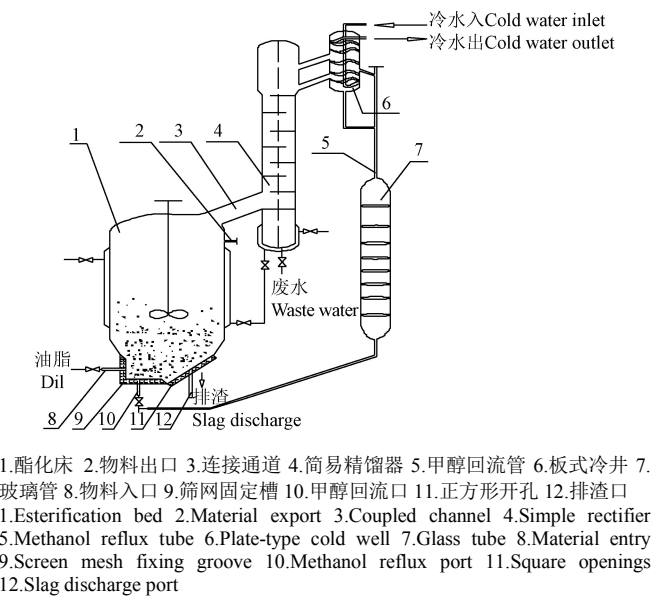 冷水入Cold water inlet
冷水出Cold water outlet
6
1
2
3
4
5
7
废水
Waste water
油脂
Dil
排渣
Slag discharge
8
9
10
11
12
1.酯化床 2.物料出口 3.连接通道 4.简易精馏器 5.甲醇回流管 6.板式冷井 7.
玻璃管 8.物料入口 9.筛网固定槽 10.甲醇回流口 11.正方形开孔 12.排渣口
1.Esterification bed 2.Material export 3.Coupled channel 4.Simple rectifier
5.Methanol reflux tube 6.Plate-type cold well 7.Glass tube 8.Material entry
9.Screen mesh fixing groove 10.Methanol reflux port 11.Square openings
12.Slag discharge port